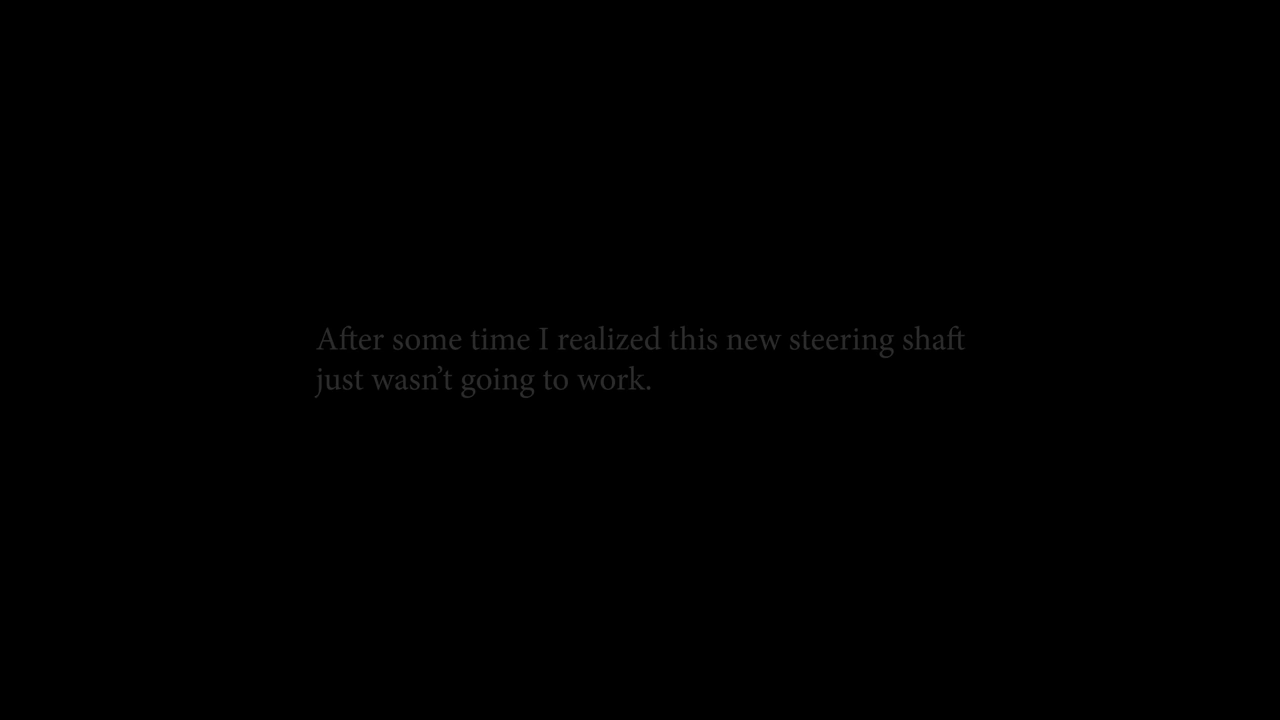 After some time I realized this new steering shaft
just wasn’t going to work.